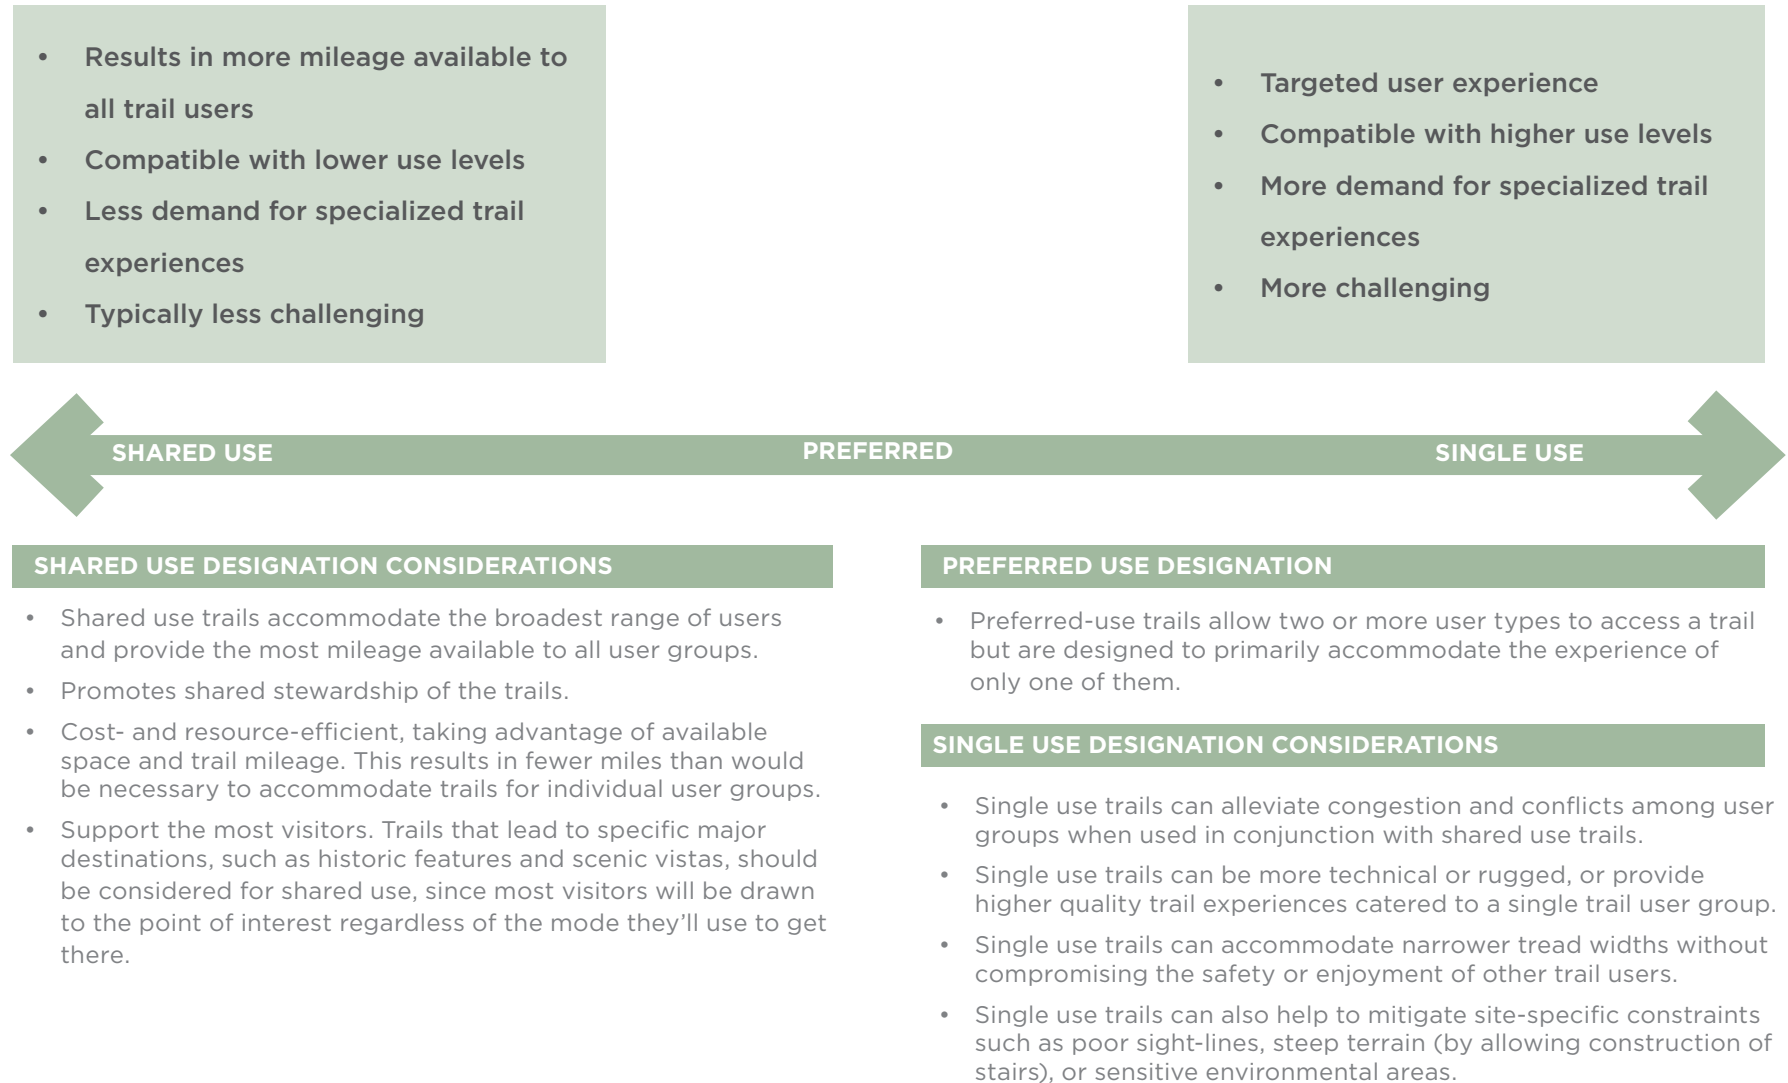 • Results in more mileage available to
all trail users
• Compatible with lower use levels
• Less demand for specialized trail
experiences
• Typically less challenging
• Targeted user experience
• Compatible with higher use levels
• More demand for specialized trail
experiences
• More challenging
SHARED USE
PREFERRED
SINGLE USE
SHARED USE DESIGNATION CONSIDERATIONS
• Shared use trails accommodate the broadest range of users
and provide the most mileage available to all user groups.
• Promotes shared stewardship of the trails.
• Cost- and resource-efficient, taking advantage of available
space and trail mileage. This results in fewer miles than would
be necessary to accommodate trails for individual user groups.
• Support the most visitors. Trails that lead to specific major
destinations, such as historic features and scenic vistas, should
be considered for shared use, since most visitors will be drawn
to the point of interest regardless of the mode they’ll use to get
there.
PREFERRED USE DESIGNATION
• Preferred-use trails allow two or more user types to access a trail
but are designed to primarily accommodate the experience of
only one of them.
SINGLE USE DESIGNATION CONSIDERATIONS
• Single use trails can alleviate congestion and conflicts among user
groups when used in conjunction with shared use trails.
• Single use trails can be more technical or rugged, or provide
higher quality trail experiences catered to a single trail user group.
• Single use trails can accommodate narrower tread widths without
compromising the safety or enjoyment of other trail users.
• Single use trails can also help to mitigate site-specific constraints
such as poor sight-lines, steep terrain (by allowing construction of
stairs), or sensitive environmental areas.